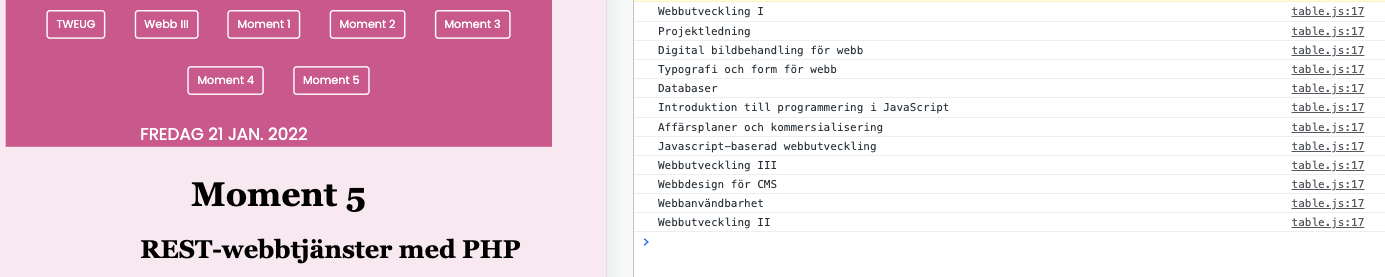 TWEUG
Webb III
Moment 1
Moment 2
Moment 3
Moment 4
Moment 5
FREDAG 21 JAN. 2022
Moment 5
REST-webbtjänster med PHP
Webbutveckling I table.js:17
Projektledning table.js:17
Digital bildbehandling för webb table.js:17
Typografi och form för webb table.js:17
Databaser table.js:17
Introduktion till programmering i JavaScript table.js:17
Affärsplaner och kommersialisering table.js:17
Javascript-baserad webbutveckling table.js:17
Webbutveckling III table.js:17
Webbdesign för CMS table.js:17
Webbanvändbarhet table.js:17
Webbutveckling II table.js:17